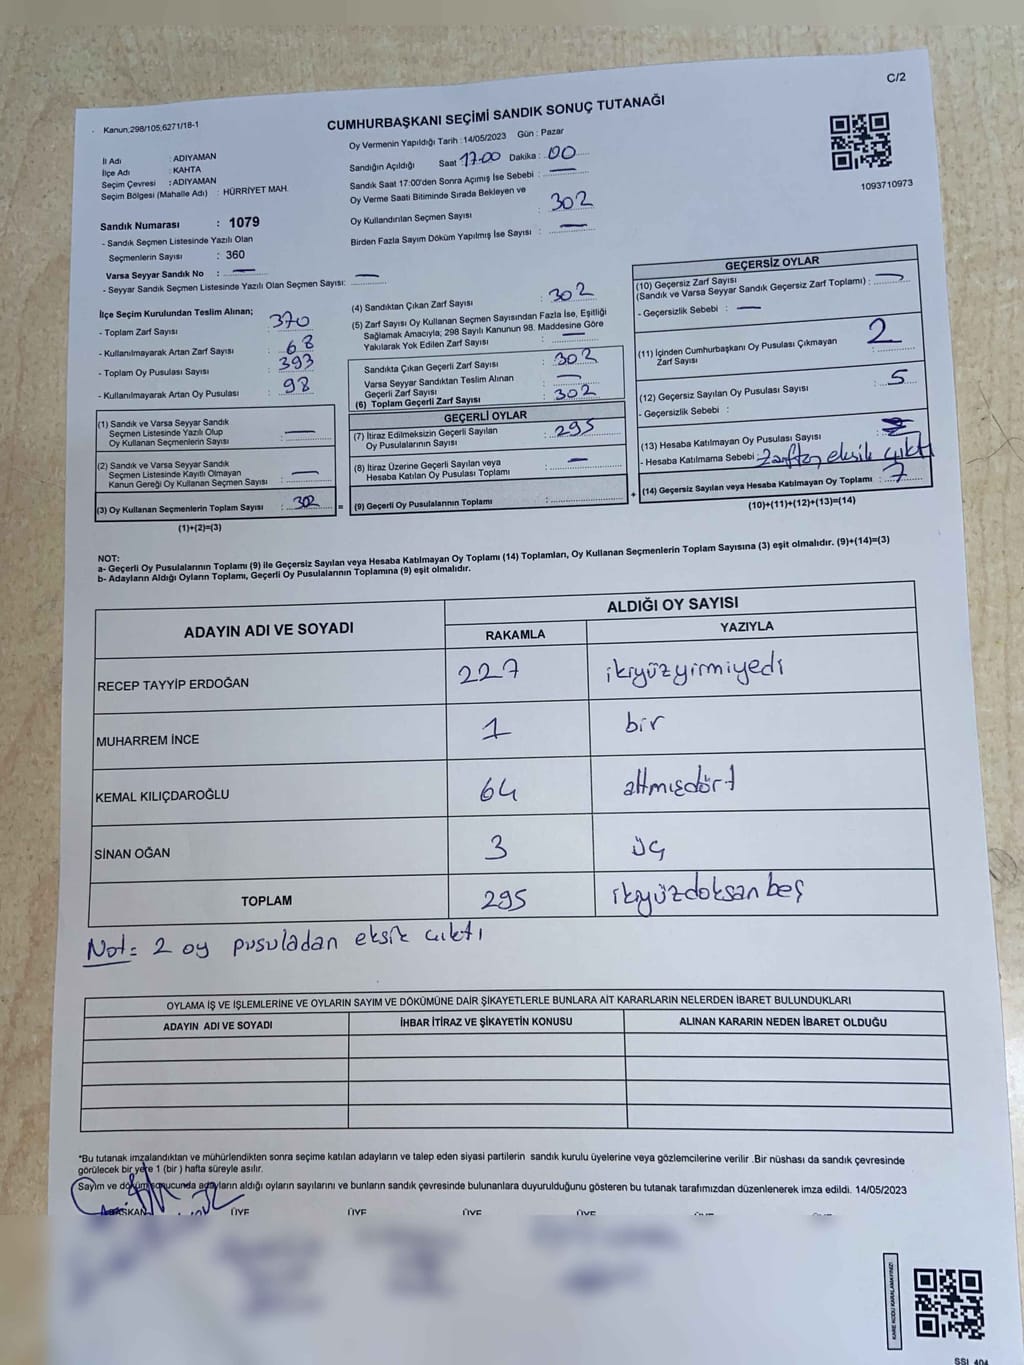 C/2
Kanun,298/105,6271/18-1
CUMHURBAŞKANI SEÇİMİ SANDIK SONUÇ TUTANAĞI
Oy Vermenin Yapıldığı Tarih : 14/05/2023 Gün : Pazar
İl Adı : ADIYAMAN
İlçe Adı : KAHTA
Seçim Çevresi : ADIYAMAN
Seçim Bölgesi (Mahalle Adı) : HÜRRİYET MAH.
Sandık Numarası : 1079
- Sandık Seçmen Listesinde Yazılı Olan
Seçmenlerin Sayısı : 360
Varsa Seyyar Sandık No : —
- Seyyar Sandık Seçmen Listesinde Yazılı Olan Seçmen Sayısı: —
Sandığın Açıldığı Saat 17.00 Dakika : 00
Sandık Saat 17:00'den Sonra Açımış İse Sebebi : —
Oy Verme Saati Bitiminde Sırada Bekleyen ve
Oy Kullandırılan Seçmen Sayısı : 302
Birden Fazla Sayım Döküm Yapılmış İse Sayısı : —
1093710973
İlçe Seçim Kurulundan Teslim Alınan;
- Toplam Zarf Sayısı : 370
- Kullanılmayarak Artan Zarf Sayısı : 68
- Toplam Oy Pusulası Sayısı : 393
- Kullanılmayarak Artan Oy Pusulası : 98
(1) Sandık ve Varsa Seyyar Sandık
Seçmen Listesinde Yazılı Olup
Oy Kullanan Seçmenlerin Sayısı : —
(2) Sandık ve Varsa Seyyar Sandık
Seçmen Listesinde Kayıtlı Olmayan
Kanun Gereği Oy Kullanan Seçmen Sayısı : —
(3) Oy Kullanan Seçmenlerin Toplam Sayısı : 302
(1)+(2)=(3)
(4) Sandıktan Çıkan Zarf Sayısı : 302
(5) Zarf Sayısı Oy Kullanan Seçmen Sayısından Fazla İse, Eşitliği
Sağlamak Amacıyla; 298 Sayılı Kanunun 98. Maddesine Göre
Yakılarak Yok Edilen Zarf Sayısı : —
Sandıkta Çıkan Geçerli Zarf Sayısı : 302
Varsa Seyyar Sandıktan Teslim Alınan
Geçerli Zarf Sayısı : —
(6) Toplam Geçerli Zarf Sayısı : 302
GEÇERLİ OYLAR
(7) İtiraz Edilmeksizin Geçerli Sayılan
Oy Pusulalarının Sayısı : 295
(8) İtiraz Üzerine Geçerli Sayılan veya
Hesaba Katılan Oy Pusulası Toplamı : —
= (9) Geçerli Oy Pusulalarının Toplamı :
+
GEÇERSİZ OYLAR
(10) Geçersiz Zarf Sayısı
(Sandık ve Varsa Seyyar Sandık Geçersiz Zarf Toplamı) : —
- Geçersizlik Sebebi : —
(11) İçinden Cumhurbaşkanı Oy Pusulası Çıkmayan
Zarf Sayısı : 2
(12) Geçersiz Sayılan Oy Pusulası Sayısı : 5
- Geçersizlik Sebebi :
(13) Hesaba Katılmayan Oy Pusulası Sayısı :
- Hesaba Katılmama Sebebi : Zarftan eksik çıktı
(14) Geçersiz Sayılan veya Hesaba Katılmayan Oy Toplamı : 7
(10)+(11)+(12)+(13)=(14)
NOT:
a- Geçerli Oy Pusulalarının Toplamı (9) ile Geçersiz Sayılan veya Hesaba Katılmayan Oy Toplamı (14) Toplamları, Oy Kullanan Seçmenlerin Toplam Sayısına (3) eşit olmalıdır. (9)+(14)=(3)
b- Adayların Aldığı Oyların Toplamı, Geçerli Oy Pusulalarının Toplamına (9) eşit olmalıdır.
ADAYIN ADI VE SOYADI
ALDIĞI OY SAYISI
RAKAMLA YAZIYLA
RECEP TAYYİP ERDOĞAN 227 ikiyüzyirmiyedi
MUHARREM İNCE 1 bir
KEMAL KILIÇDAROĞLU 64 altmışdört
SİNAN OĞAN 3 üç
TOPLAM 295 ikiyüzdoksan beş
Not= 2 oy pusuladan eksik çıktı
OYLAMA İŞ VE İŞLEMLERİNE VE OYLARIN SAYIM VE DÖKÜMÜNE DAİR ŞİKAYETLERLE BUNLARA AİT KARARLARIN NELERDEN İBARET BULUNDUKLARI
ADAYIN ADI VE SOYADI İHBAR İTİRAZ VE ŞİKAYETİN KONUSU ALINAN KARARIN NEDEN İBARET OLDUĞU
*Bu tutanak imzalandıktan ve mühürlendikten sonra seçime katılan adayların ve talep eden siyasi partilerin sandık kurulu üyelerine veya gözlemcilerine verilir .Bir nüshası da sandık çevresinde
görülecek bir yere 1 (bir ) hafta süreyle asılır.
Sayım ve döküm sonucunda adayların aldığı oyların sayılarını ve bunların sandık çevresinde bulunanlara duyurulduğunu gösteren bu tutanak tarafımızdan düzenlenerek imza edildi. 14/05/2023
BAŞKAN ÜYE ÜYE ÜYE ÜYE
KARE KODU KARALAMAYINIZ!
SSI_404